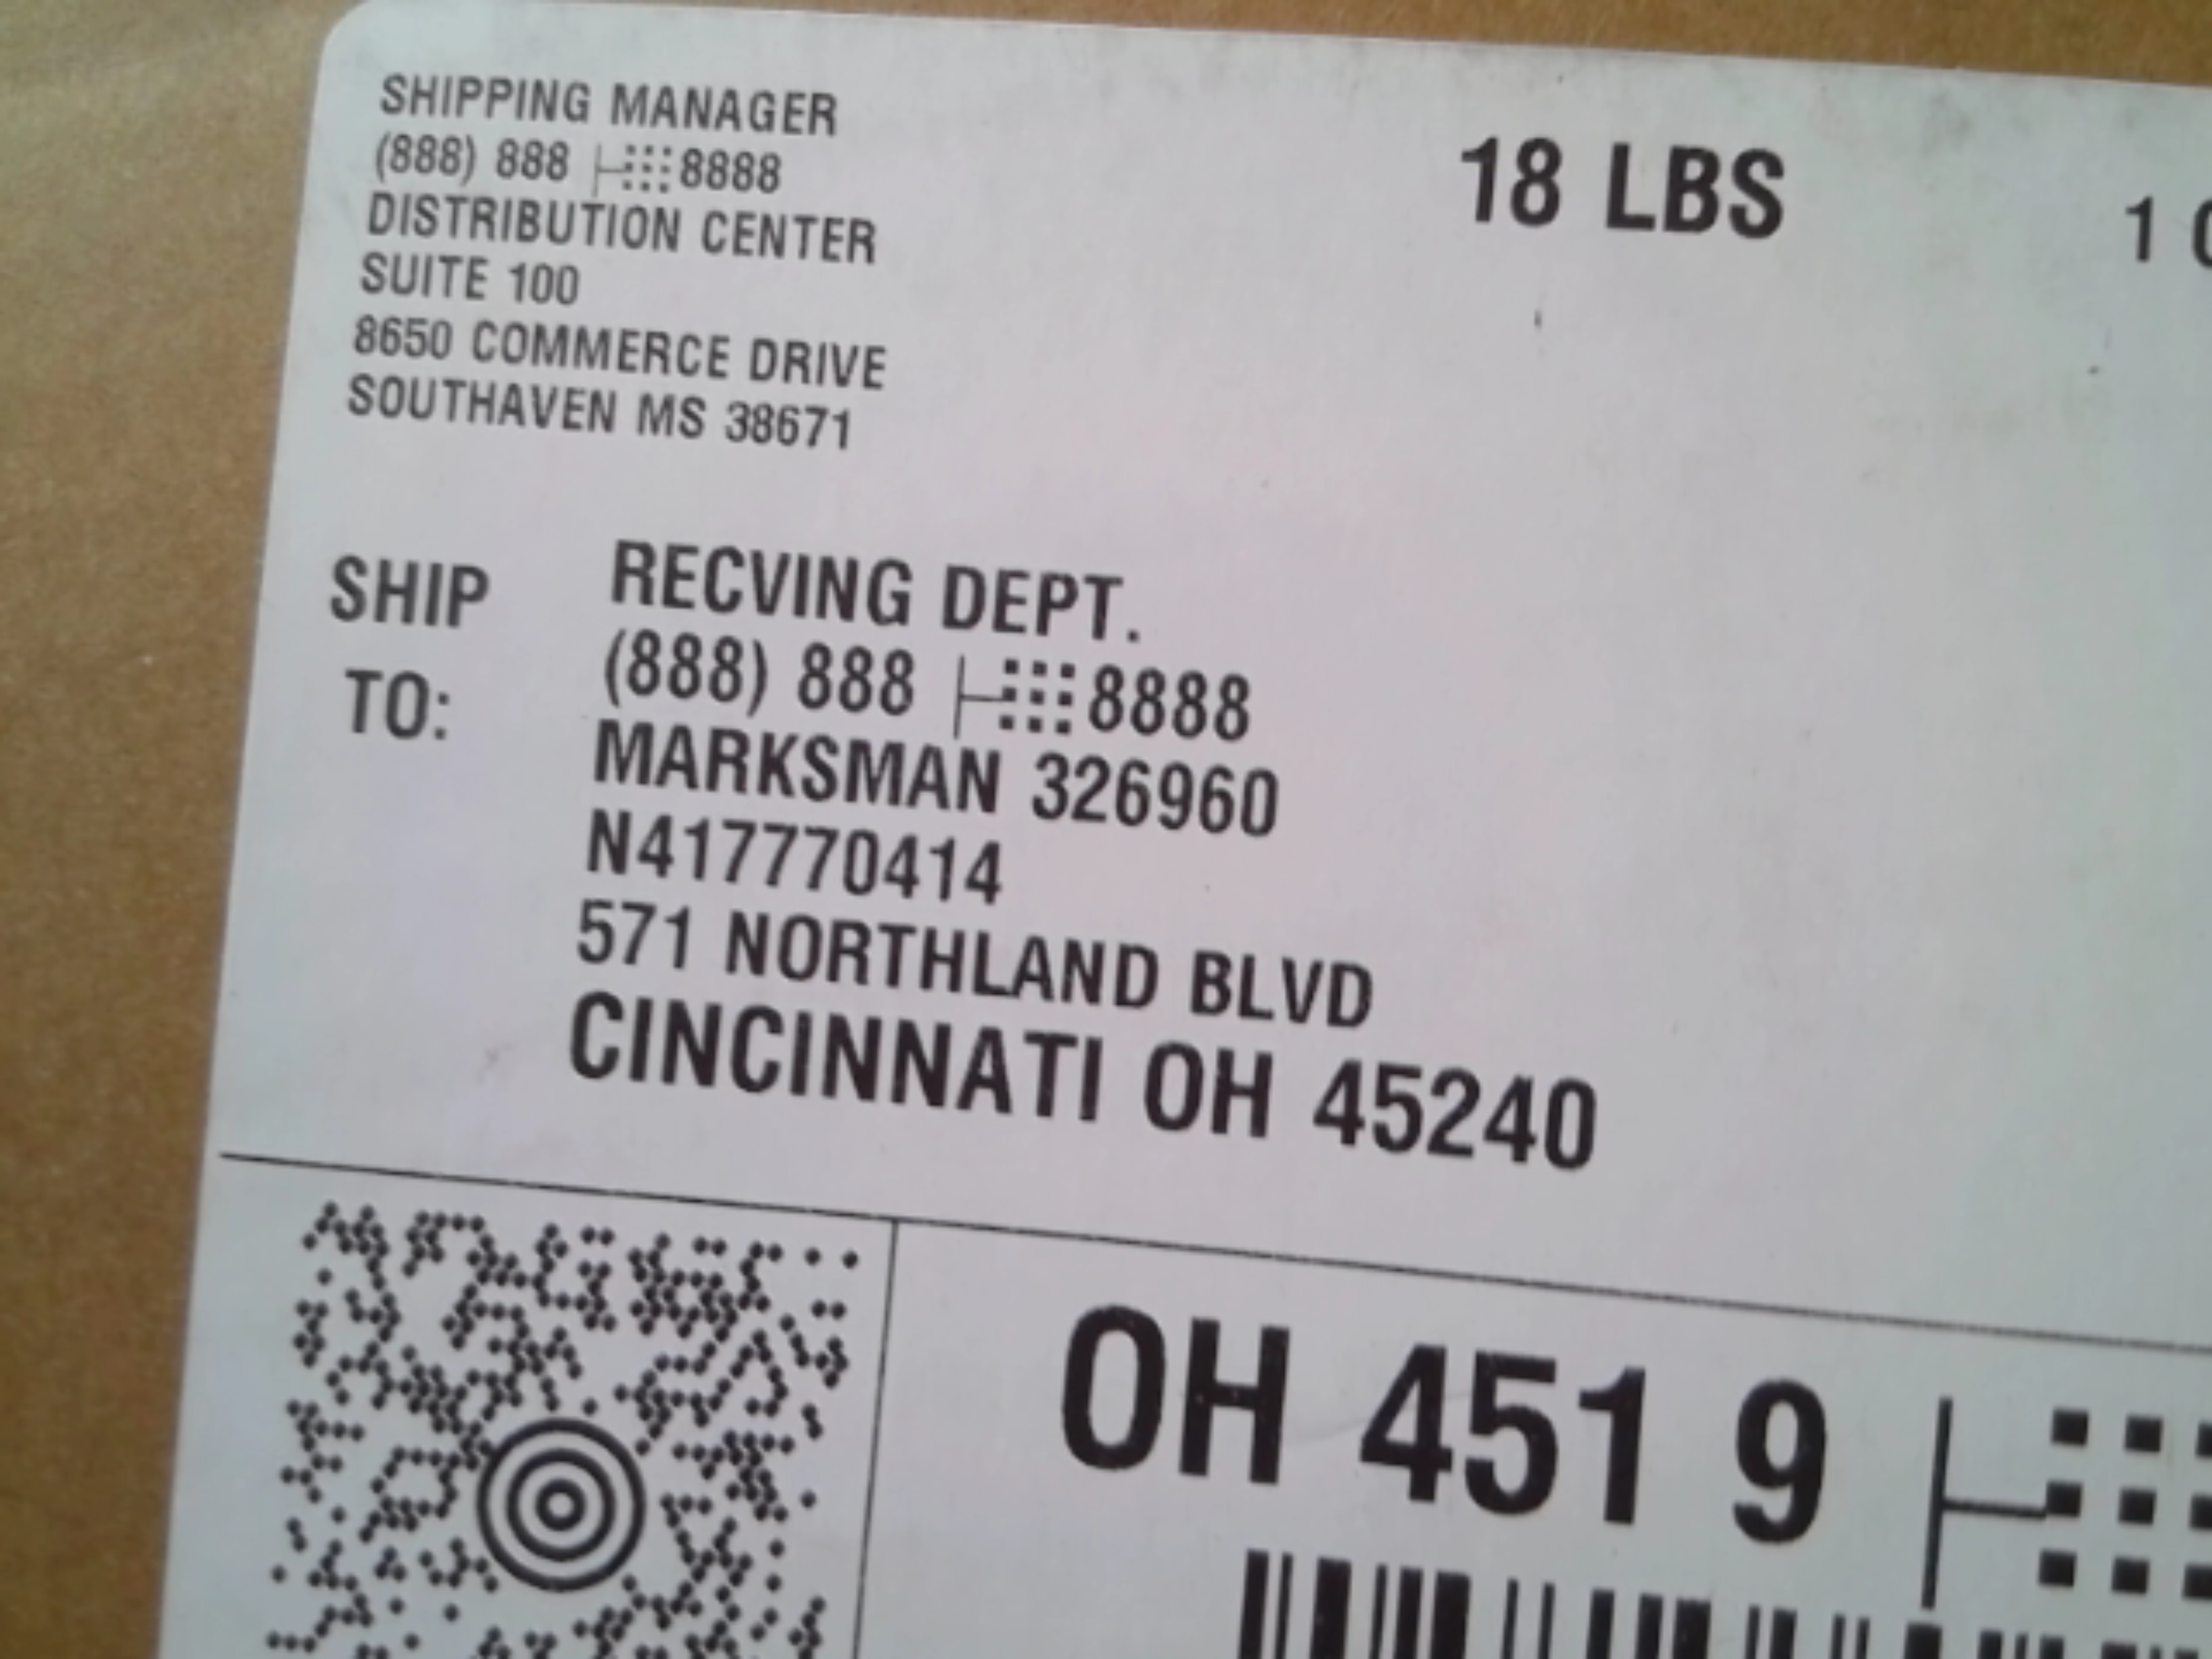 SHIPPING MANAGER
(888) 888 8888
DISTRIBUTION CENTER
SUITE 100
8650 COMMERCE DRIVE
SOUTHAVEN MS 38671
18 LBS
1
SHIP TO:
RECVING DEPT.
(888) 888 8888
MARKSMAN 326960
N417770414
571 NORTHLAND BLVD
CINCINNATI OH 45240
OH 451 9